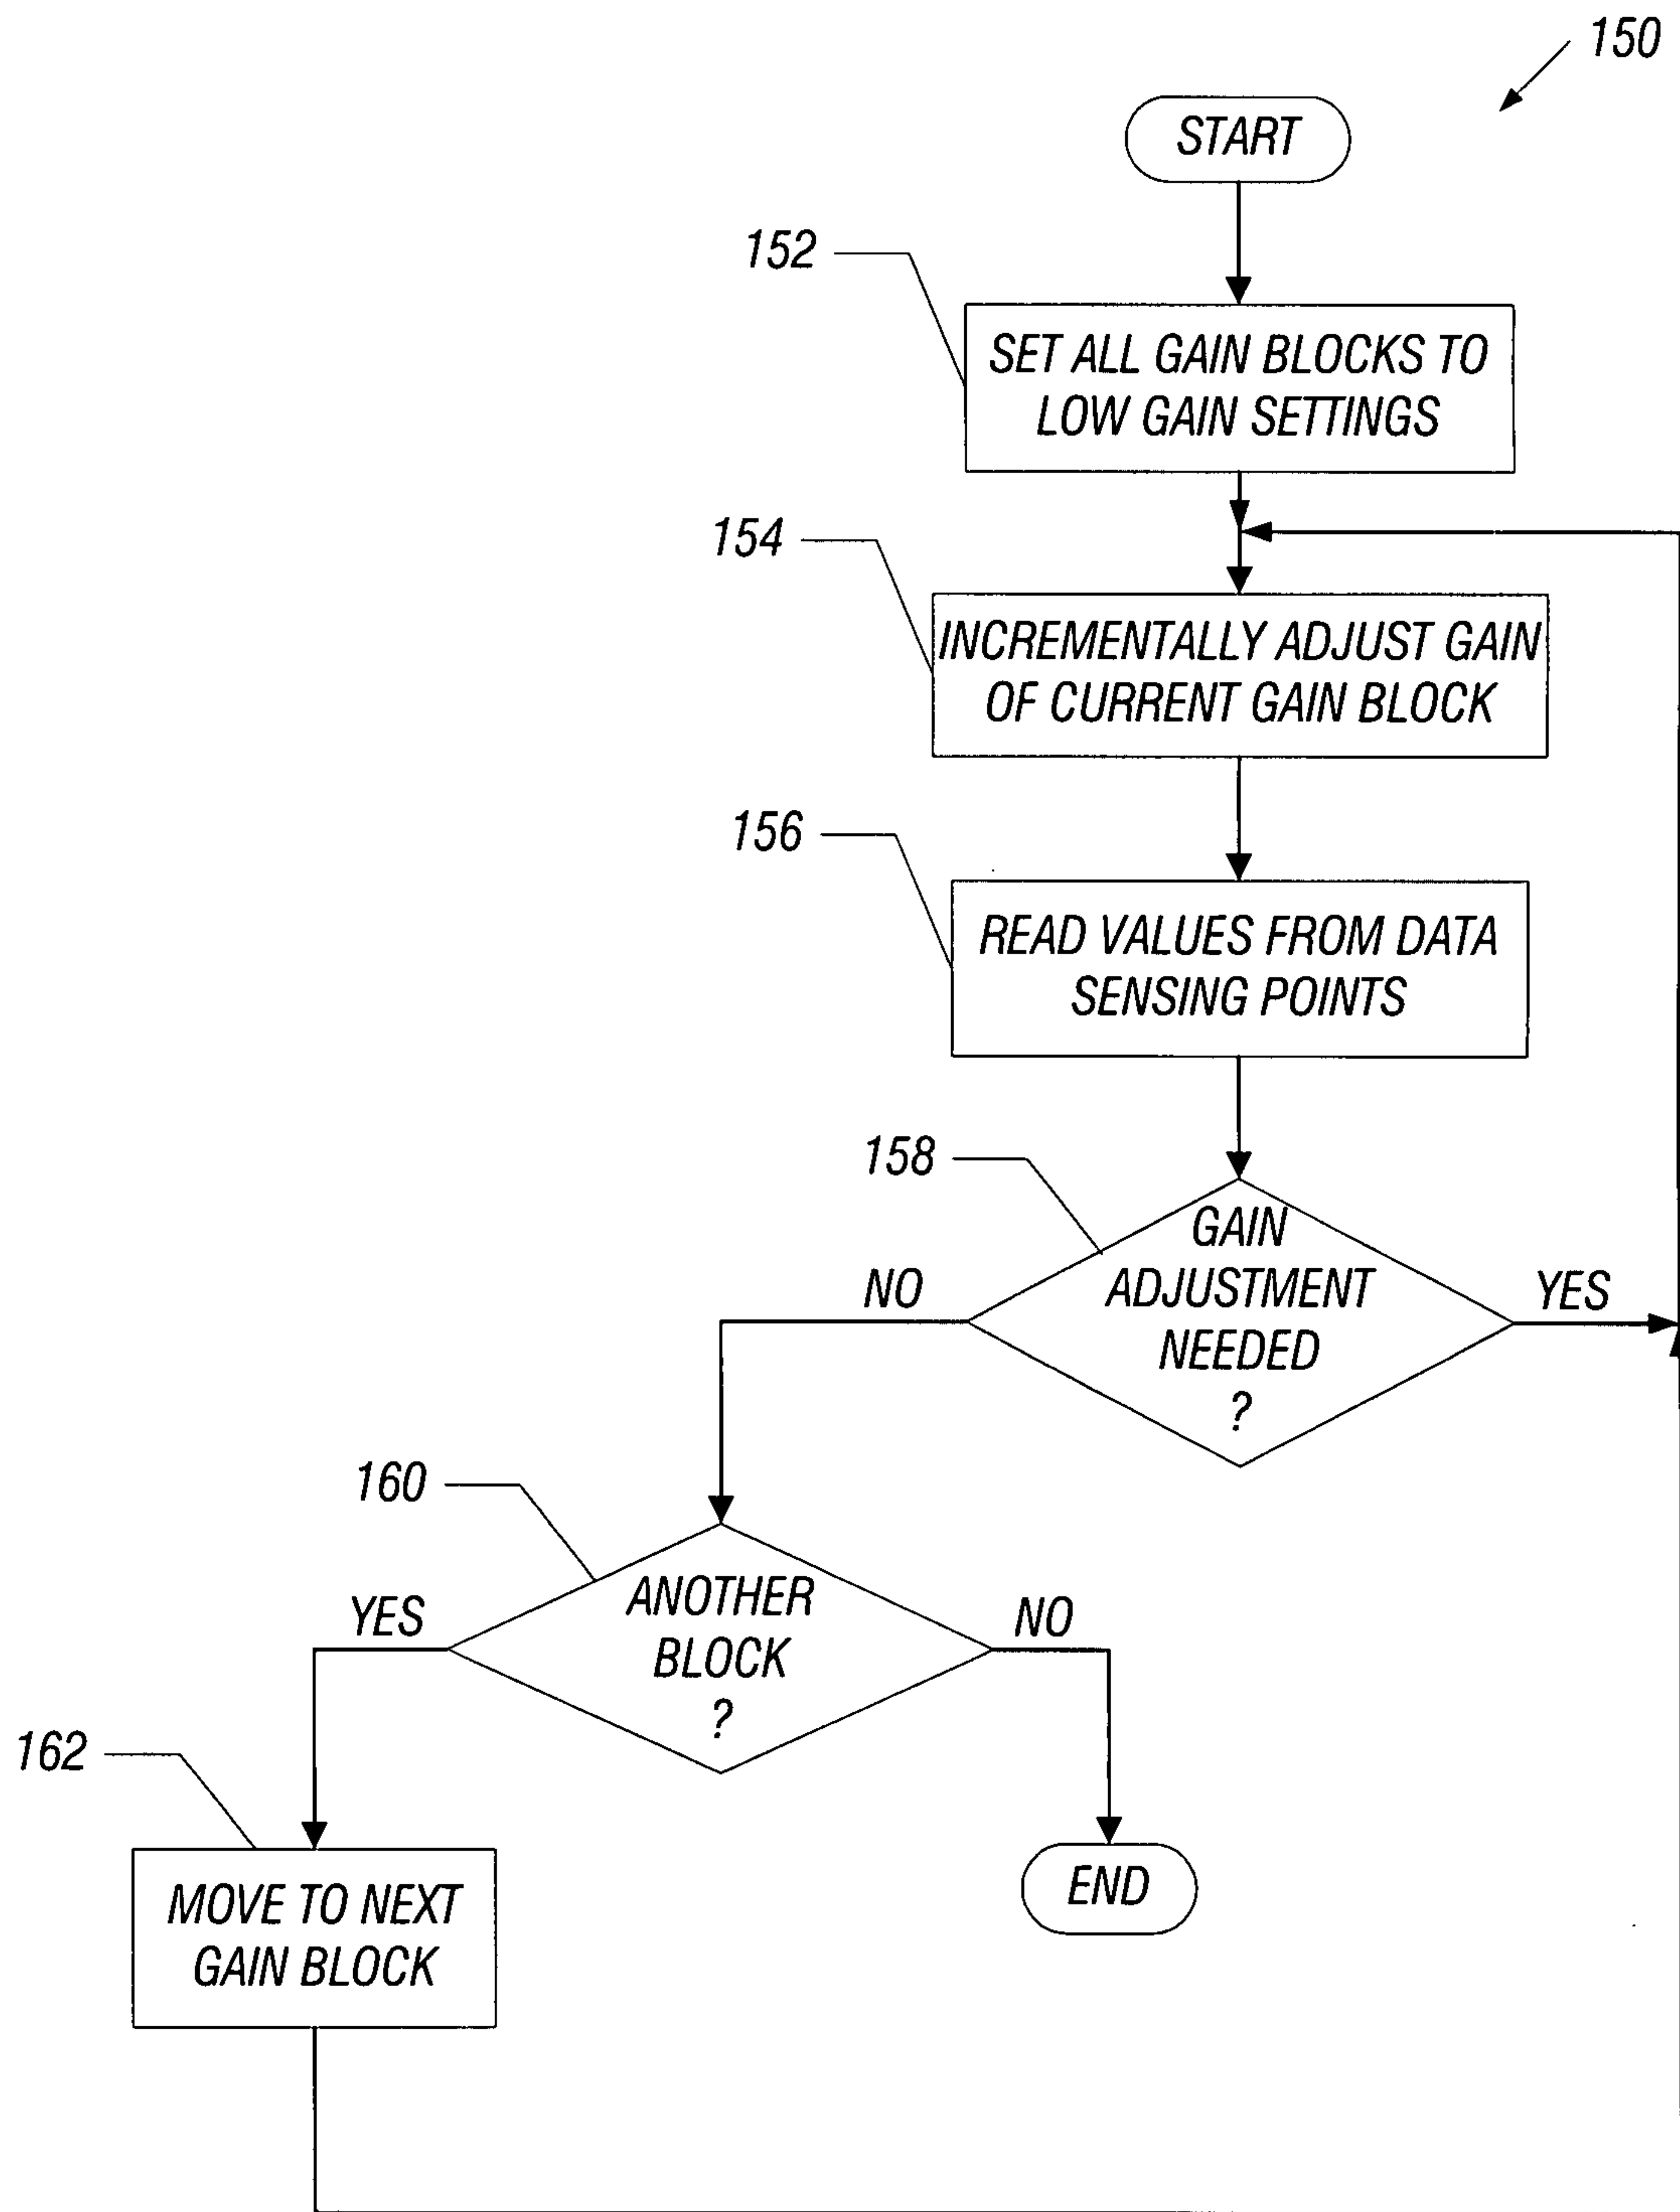 150
START
152
SET ALL GAIN BLOCKS TO
LOW GAIN SETTINGS
154
INCREMENTALLY ADJUST GAIN
OF CURRENT GAIN BLOCK
156
READ VALUES FROM DATA
SENSING POINTS
158
GAIN
ADJUSTMENT
NEEDED
?
NO
YES
160
ANOTHER
BLOCK
?
YES
NO
162
MOVE TO NEXT
GAIN BLOCK
END